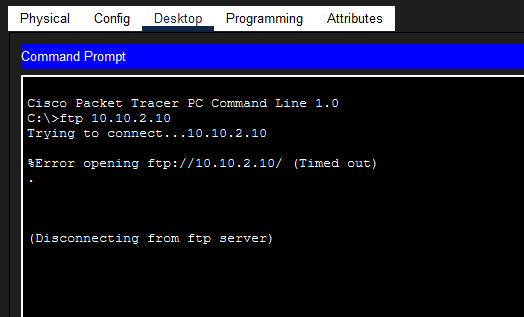 Physical Config Desktop Programming Attributes
Command Prompt
Cisco Packet Tracer PC Command Line 1.0
C:\>ftp 10.10.2.10
Trying to connect...10.10.2.10
%Error opening ftp://10.10.2.10/ (Timed out)
.
(Disconnecting from ftp server)